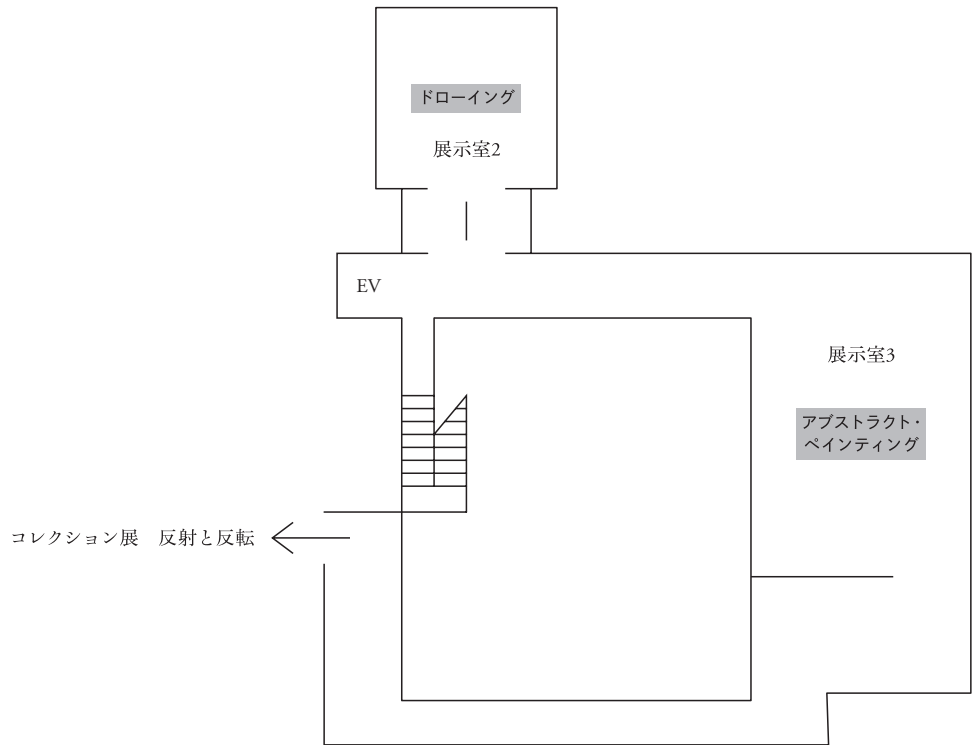 ドローイング
展示室2
EV
展示室3
アブストラクト・
ペインティング
コレクション展　反射と反転